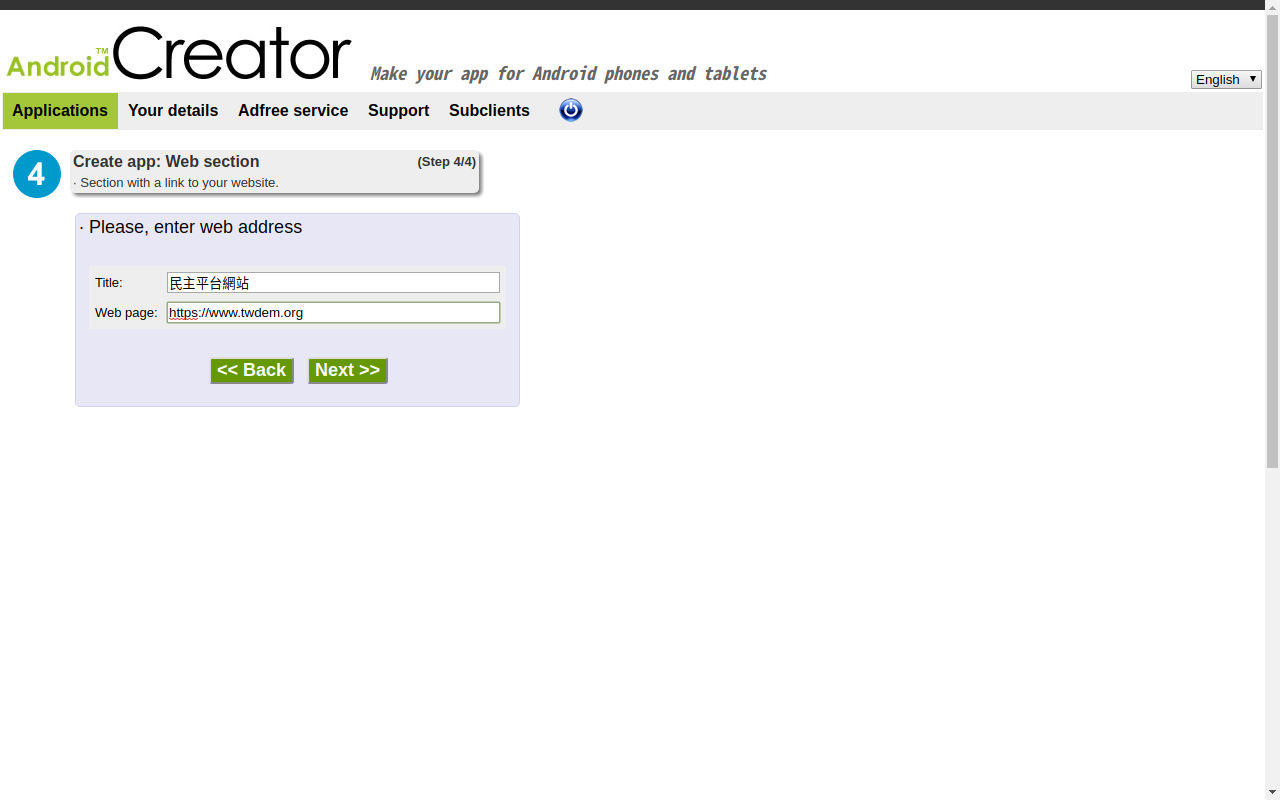 Android™ Creator Make your app for Android phones and tablets
English
Applications Your details Adfree service Support Subclients
4 Create app: Web section (Step 4/4)
· Section with a link to your website.
· Please, enter web address
Title: 民主平台網站
Web page: https://www.twdem.org
<< Back Next >>